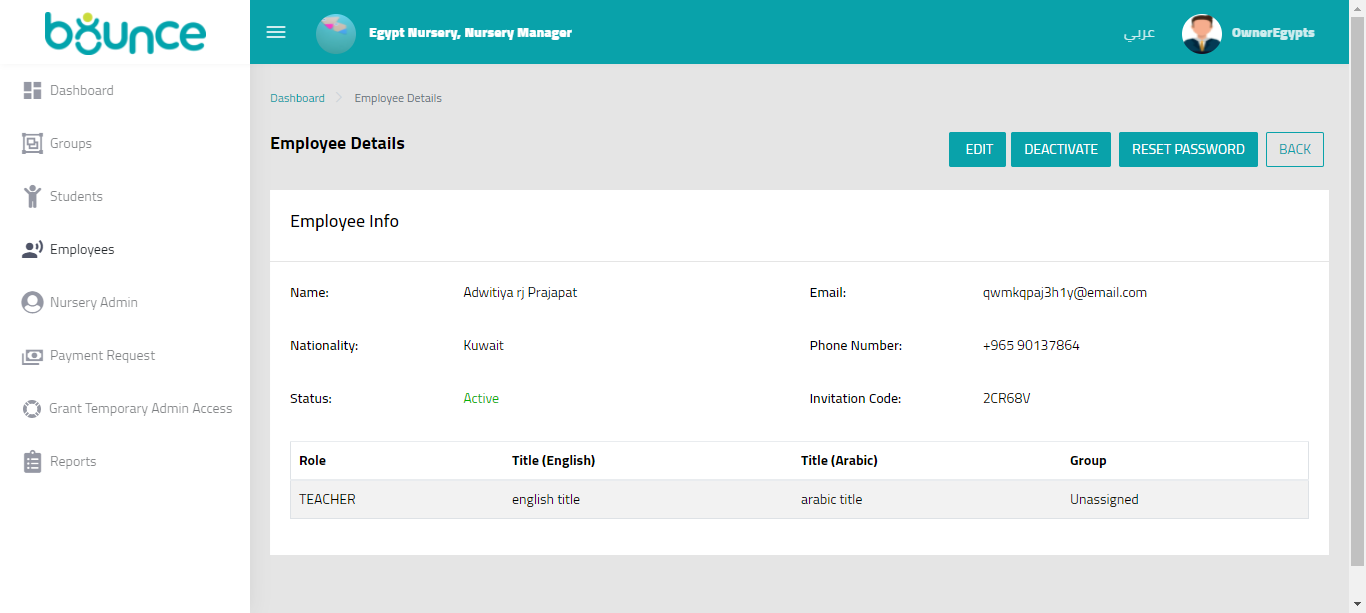 bounce
Egypt Nursery, Nursery Manager
عربي
OwnerEgypts
Dashboard
Groups
Students
Employees
Nursery Admin
Payment Request
Grant Temporary Admin Access
Reports
Dashboard > Employee Details
Employee Details
EDIT DEACTIVATE RESET PASSWORD BACK
Employee Info
Name: Adwitiya rj Prajapat Email: qwmkqpaj3h1y@email.com
Nationality: Kuwait Phone Number: +965 90137864
Status: Active Invitation Code: 2CR68V
Role Title (English) Title (Arabic) Group
TEACHER english title arabic title Unassigned